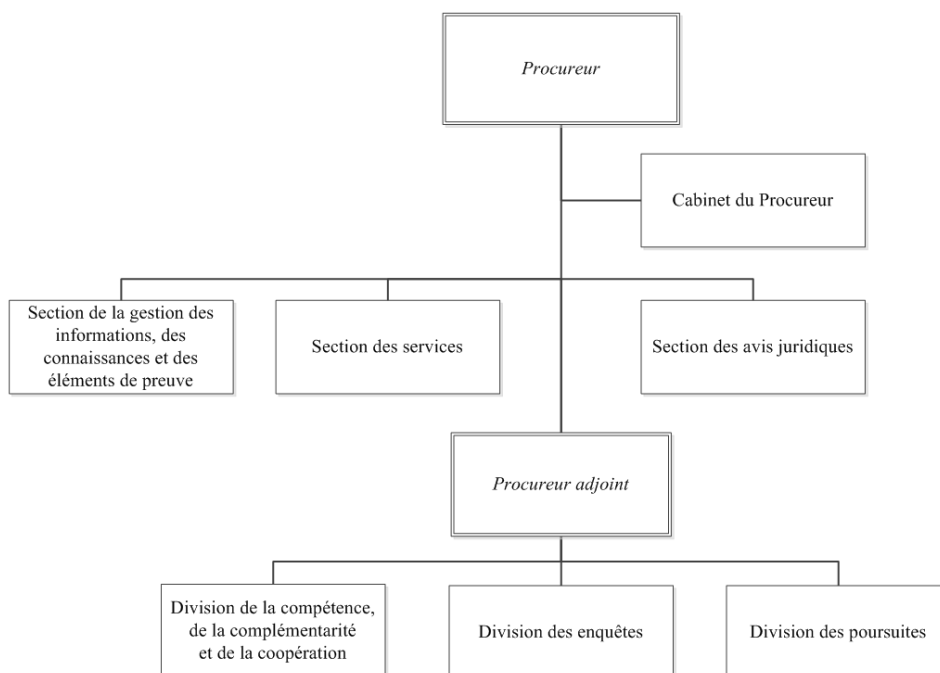 Procureur
Cabinet du Procureur
Section de la gestion des
informations, des
connaissances et des
éléments de preuve
Section des services
Section des avis juridiques
Procureur adjoint
Division de la compétence,
de la complémentarité
et de la coopération
Division des enquêtes
Division des poursuites